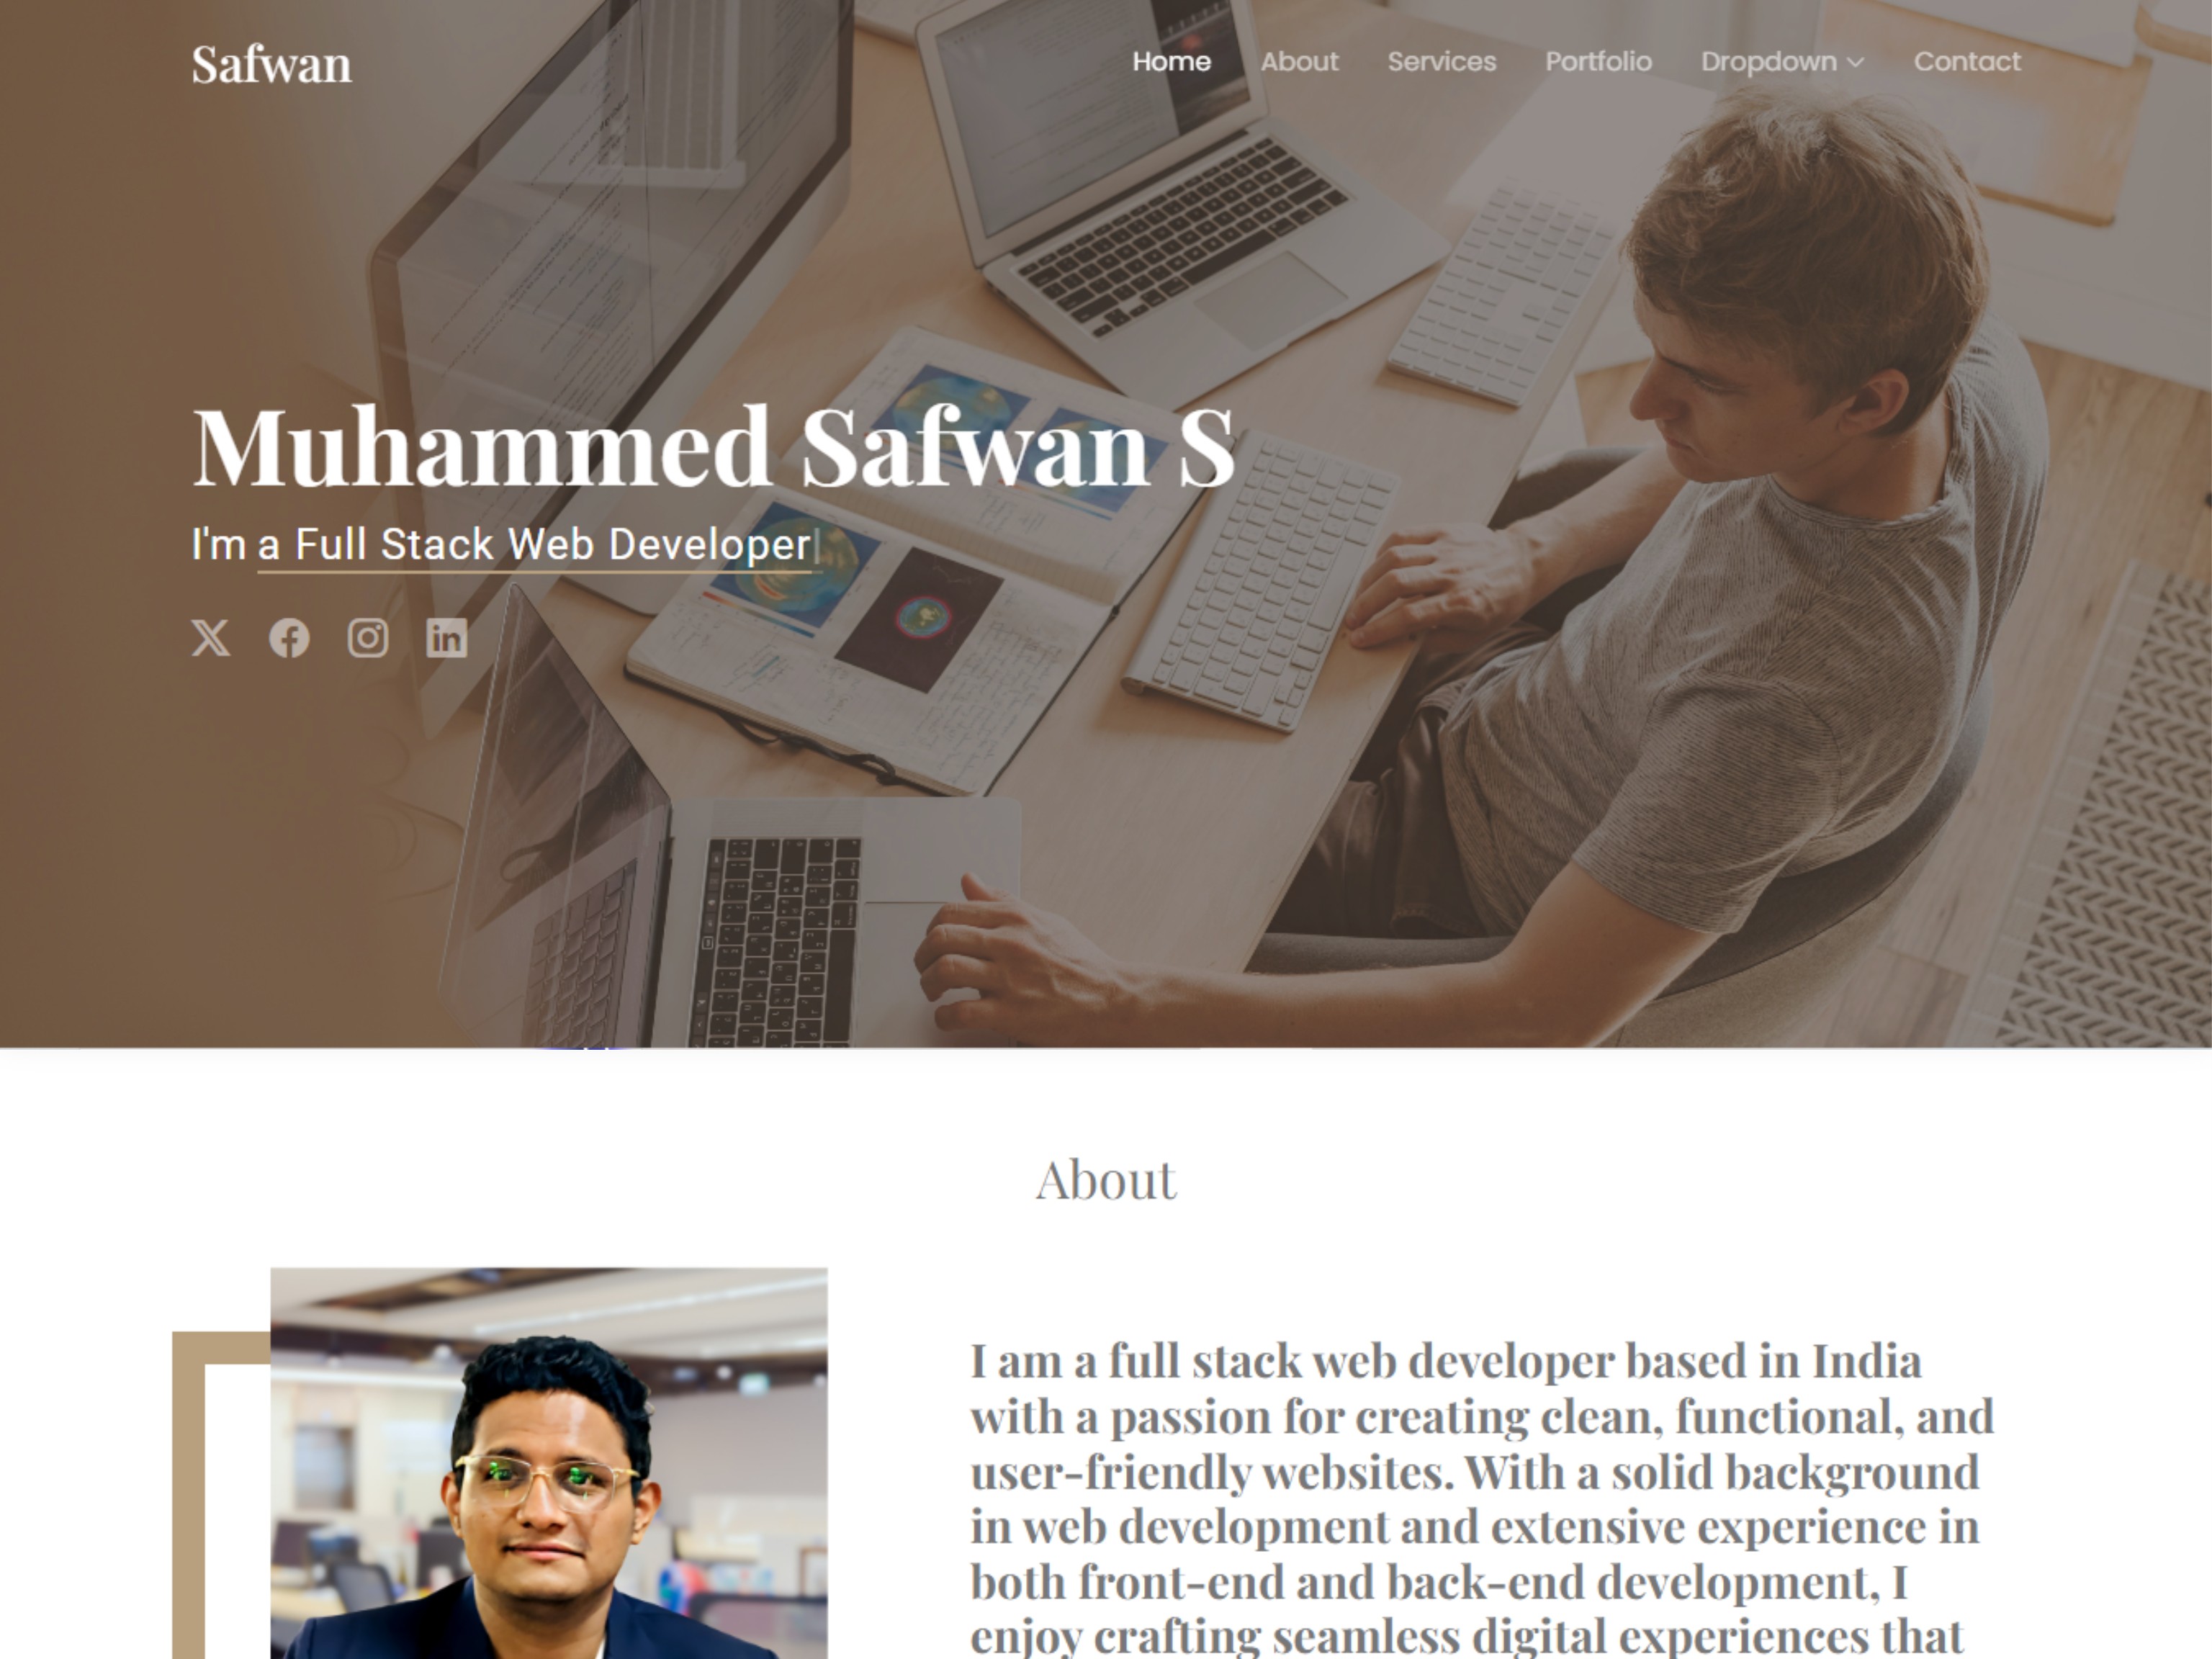 Safwan
Home About Services Portfolio Dropdown Contact
Muhammed Safwan S
I'm a Full Stack Web Developer
About
I am a full stack web developer based in India
with a passion for creating clean, functional, and
user-friendly websites. With a solid background
in web development and extensive experience in
both front-end and back-end development, I
enjoy crafting seamless digital experiences that